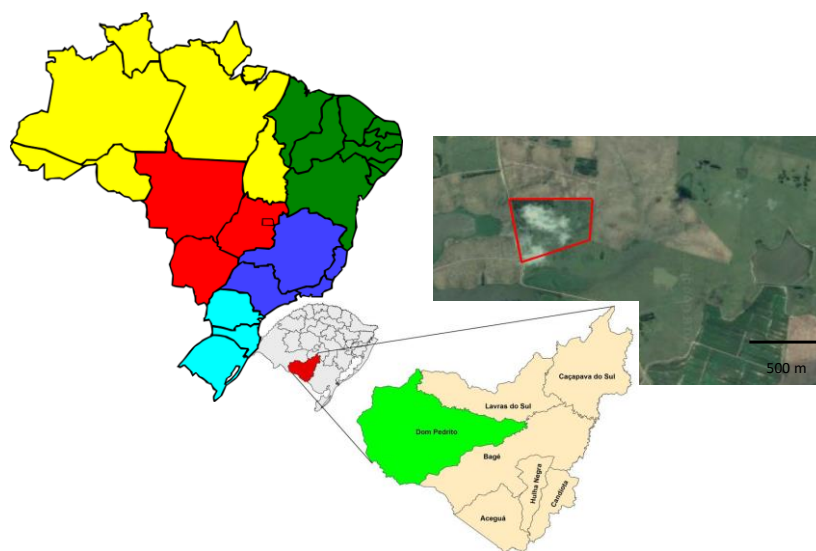 500 m
Caçapava do Sul
Lavras do Sul
Dom Pedrito
Bagé
Hulha Negra
Candiota
Aceguá